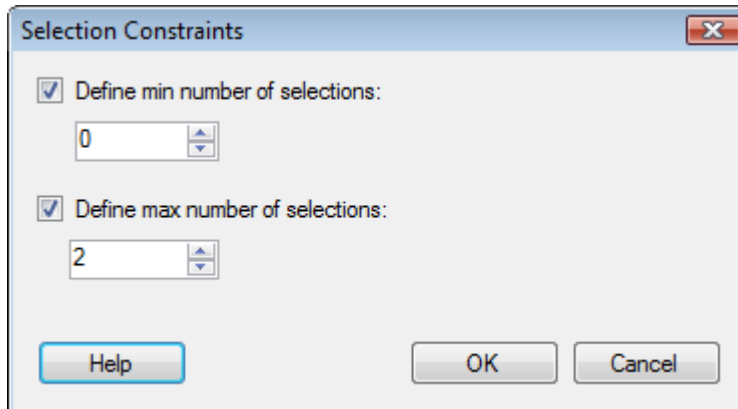 Selection Constraints
Define min number of selections:
0
Define max number of selections:
2
Help OK Cancel